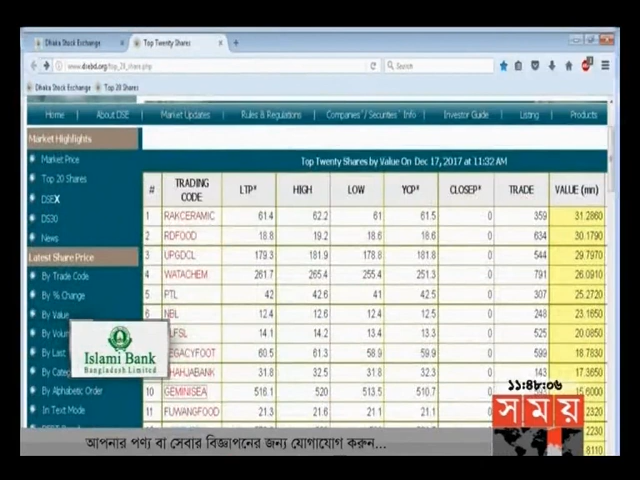 Dhaka Stock Exchange × Top Twenty Shares × +
www.dsebd.org/top_20_share.php Search
Dhaka Stock Exchange Top 20 Shares
Home | About DSE | Market Updates | Rules & Regulations | Companies'/Securities' Info | Investor Guide | Listing | Products
Market Highlights
Market Price
Top 20 Shares
DSEX
DS30
News
Latest Share Price
By Trade Code
By % Change
By Value
By Last
By Alphabetic Order
In Text Mode
Top Twenty Shares by Value On Dec 17, 2017 at 11:32 AM
# TRADING CODE LTP* HIGH LOW YCP* CLOSEP* TRADE VALUE (mn)
1 RAKCERAMIC 61.4 62.2 61 61.5 0 359 31.2860
2 RDFOOD 18.8 19.2 18.6 18.6 0 634 30.1790
3 UPGDCL 179.3 181.9 178.8 181.8 0 544 29.7970
4 WATACHEM 261.7 265.4 255.4 251.3 0 791 26.0910
5 PTL 42 42.6 41 42.5 0 307 25.2720
6 NBL 12.4 12.6 12.4 12.5 0 248 23.1650
LFSL 14.1 14.2 13.4 13.3 0 525 20.0850
EGACYFOOT 60.5 61.3 58.9 59.9 0 599 18.7830
HAHJABANK 31.8 32.5 31.8 32.3 0 143 17.3650
10 GEMINISEA 516.1 520 513.5 510.7 0 15.6000
11 FUWANGFOOD 21.3 21.6 21.1 21.1 0 2320
2230
8110
Islami Bank
Bangladesh Limited
১১:৪৮:০৬
সময়
আপনার পণ্য বা সেবার বিজ্ঞাপনের জন্য যোগাযোগ করুন...